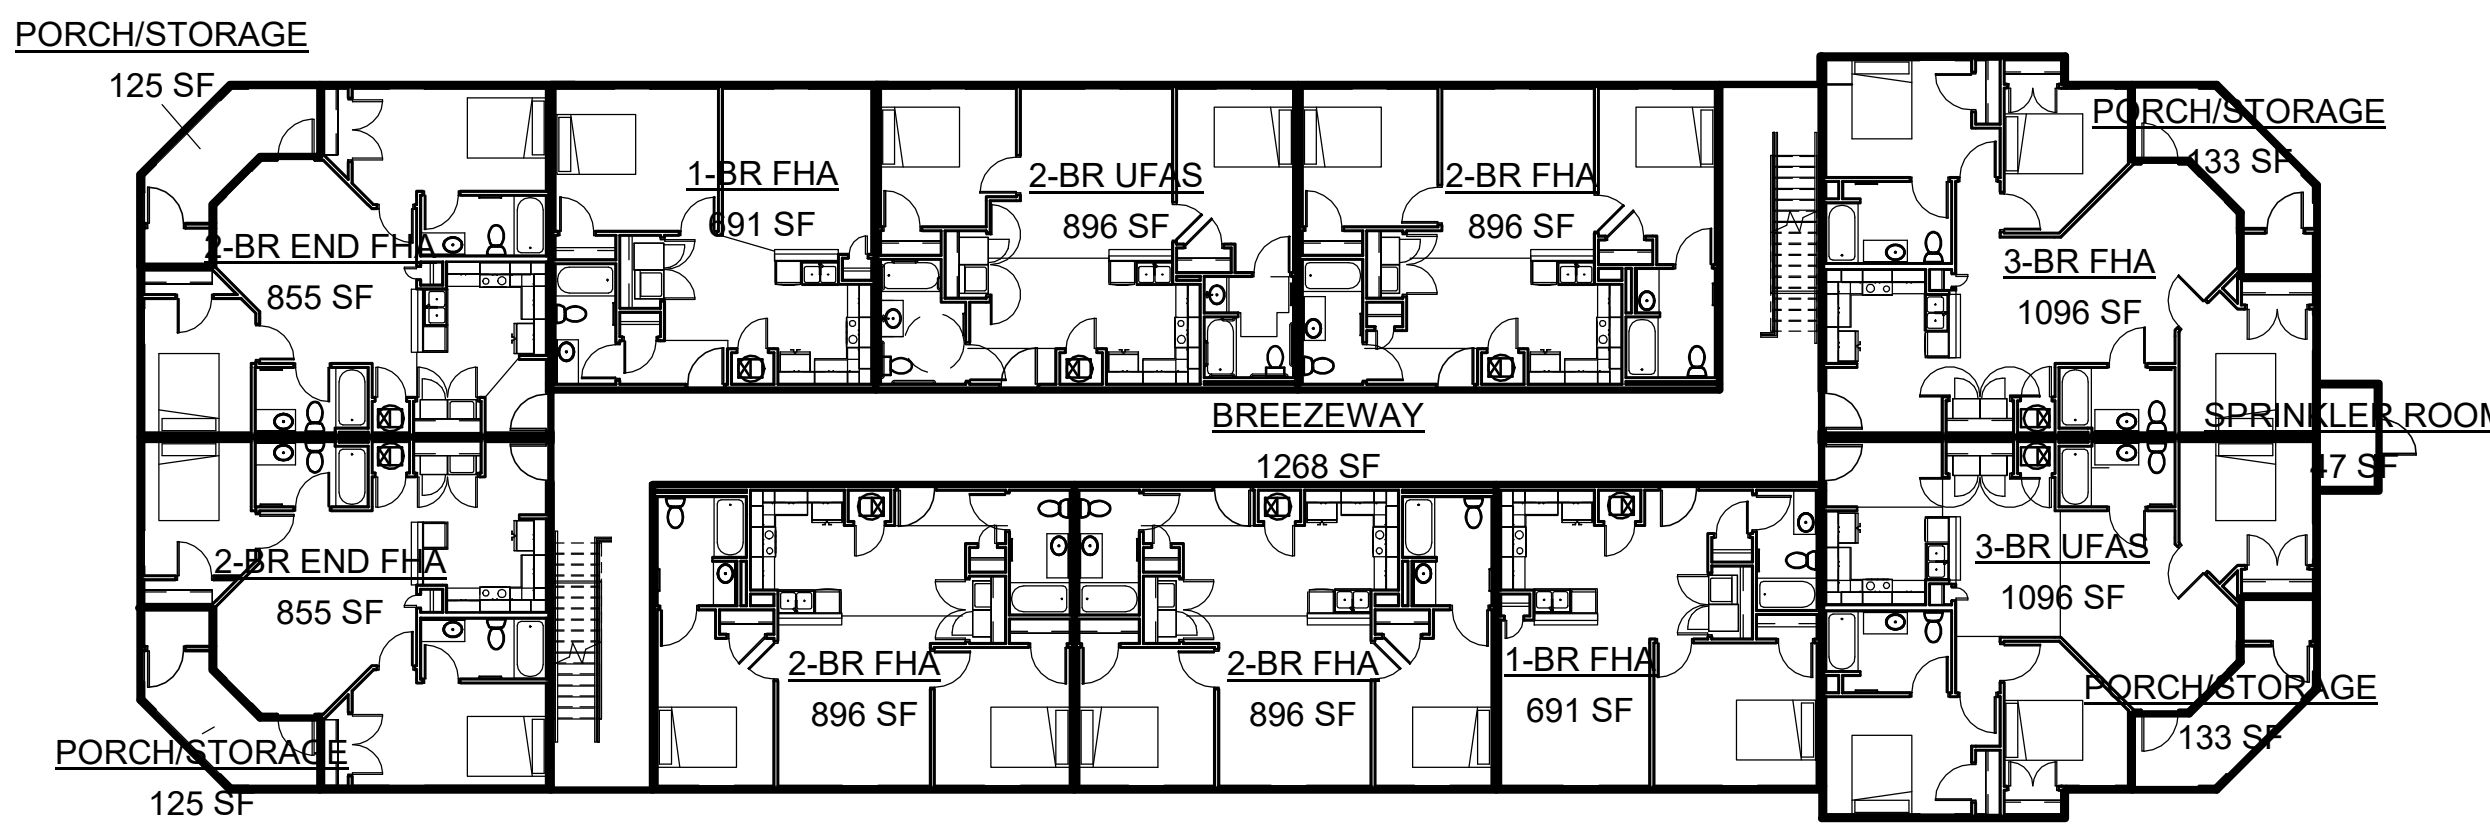 PORCH/STORAGE
125 SF
PORCH/STORAGE
133 SF
1-BR FHA
691 SF
2-BR UFAS
896 SF
2-BR FHA
896 SF
2-BR END FHA
855 SF
3-BR FHA
1096 SF
BREEZEWAY
1268 SF
SPRINKLER ROOM
47 SF
2-BR END FHA
855 SF
3-BR UFAS
1096 SF
2-BR FHA
896 SF
2-BR FHA
896 SF
1-BR FHA
691 SF
PORCH/STORAGE
133 SF
PORCH/STORAGE
125 SF